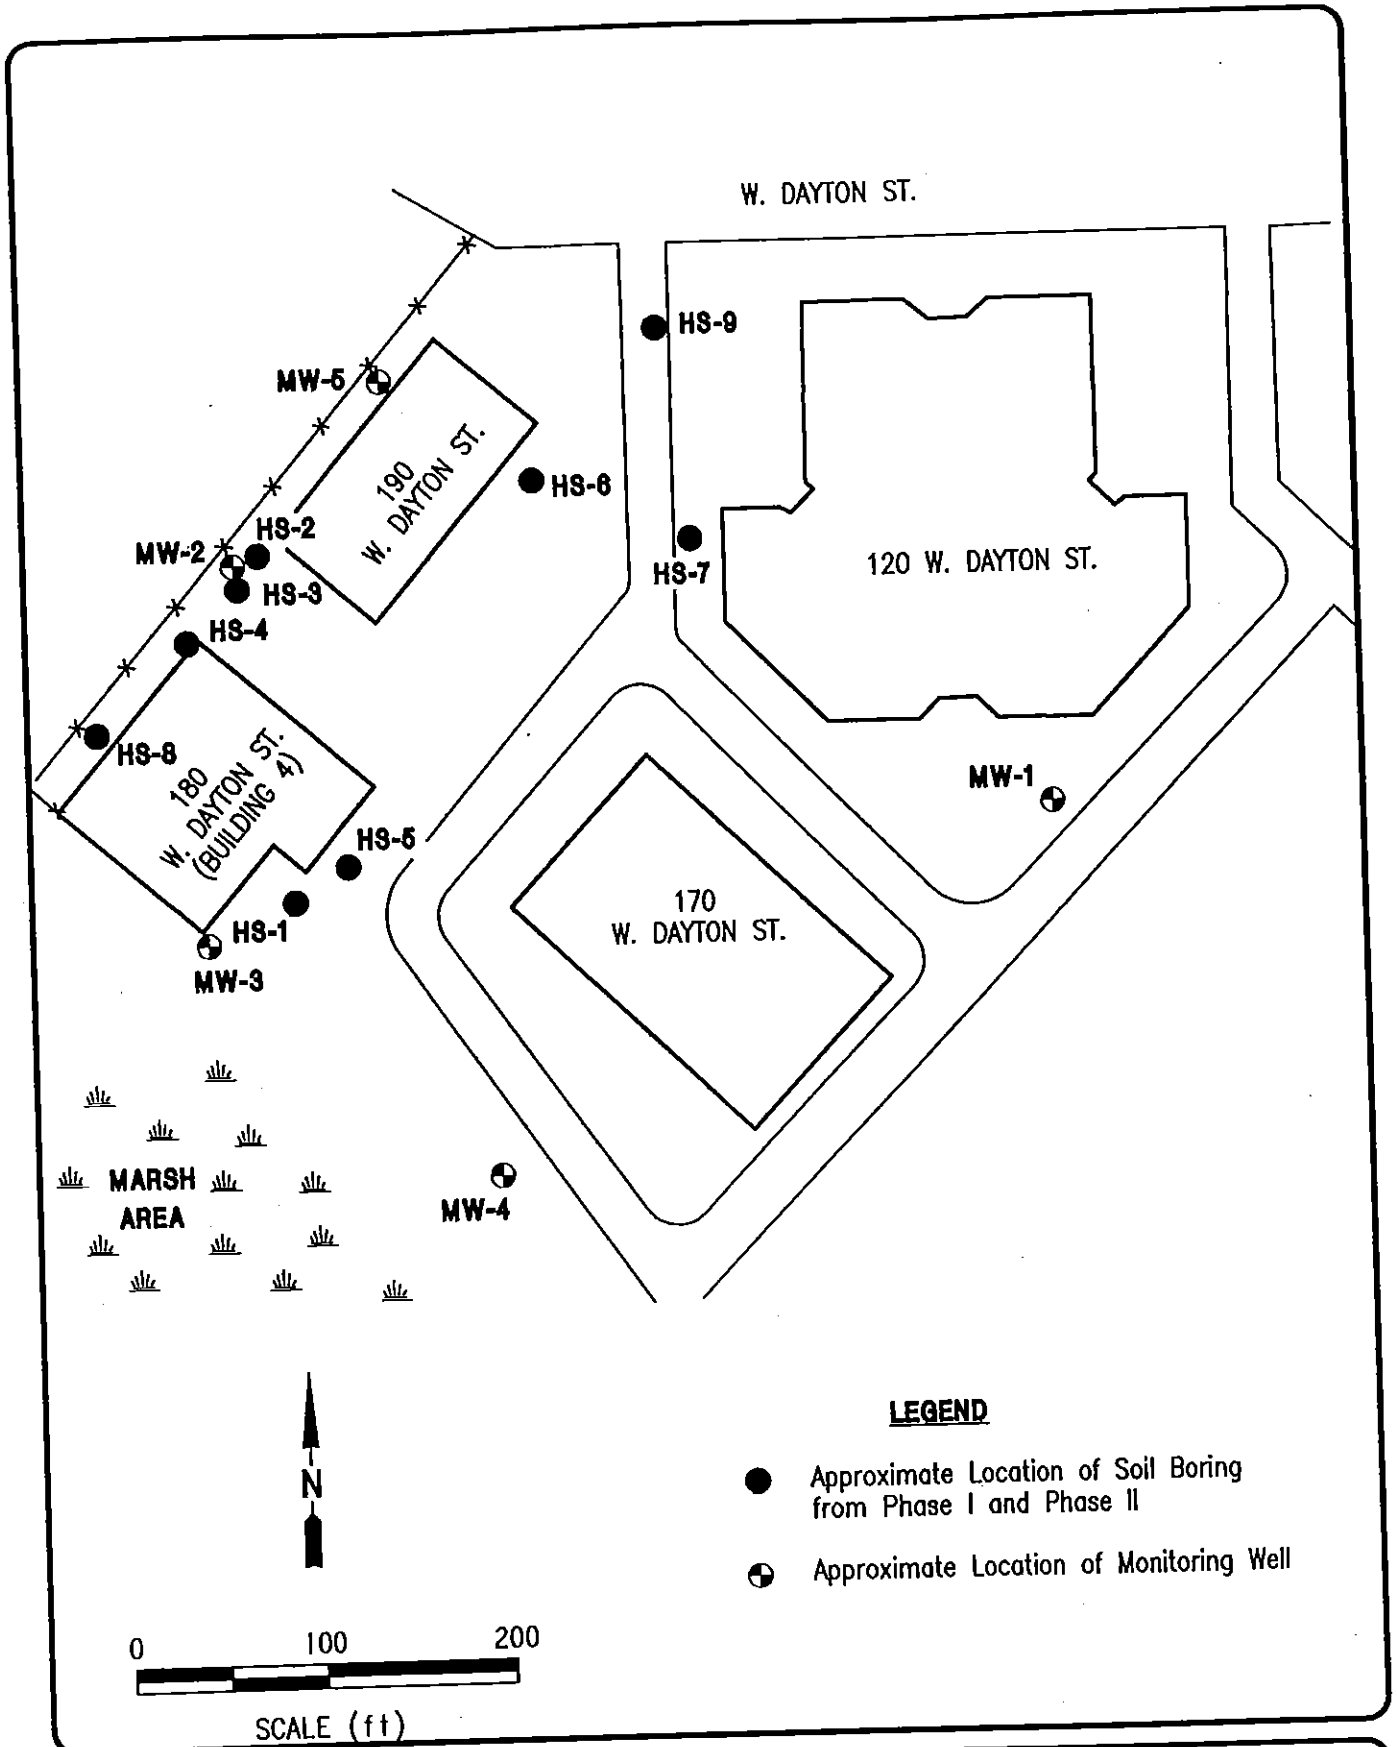 W. DAYTON ST.
HS-9
MW-5
190
W. DAYTON ST.
HS-6
HS-2
MW-2
HS-3
HS-7
120 W. DAYTON ST.
HS-4
HS-8
180
W. DAYTON ST.
(BUILDING 4)
MW-1
HS-5
170
W. DAYTON ST.
HS-1
MW-3
MARSH
AREA
MW-4
N
LEGEND
Approximate Location of Soil Boring
from Phase I and Phase II
Approximate Location of Monitoring Well
0 100 200
SCALE (ft)